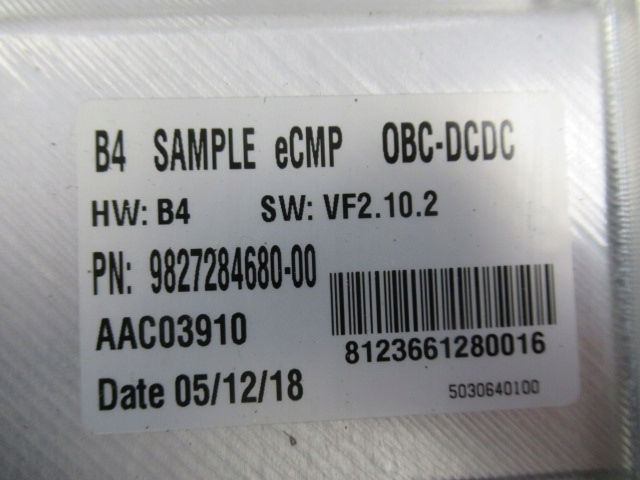 B4 SAMPLE eCMP OBC-DCDC
HW: B4 SW: VF2.10.2
PN: 9827284680-00
AAC03910
8123661280016
Date 05/12/18
5030640100